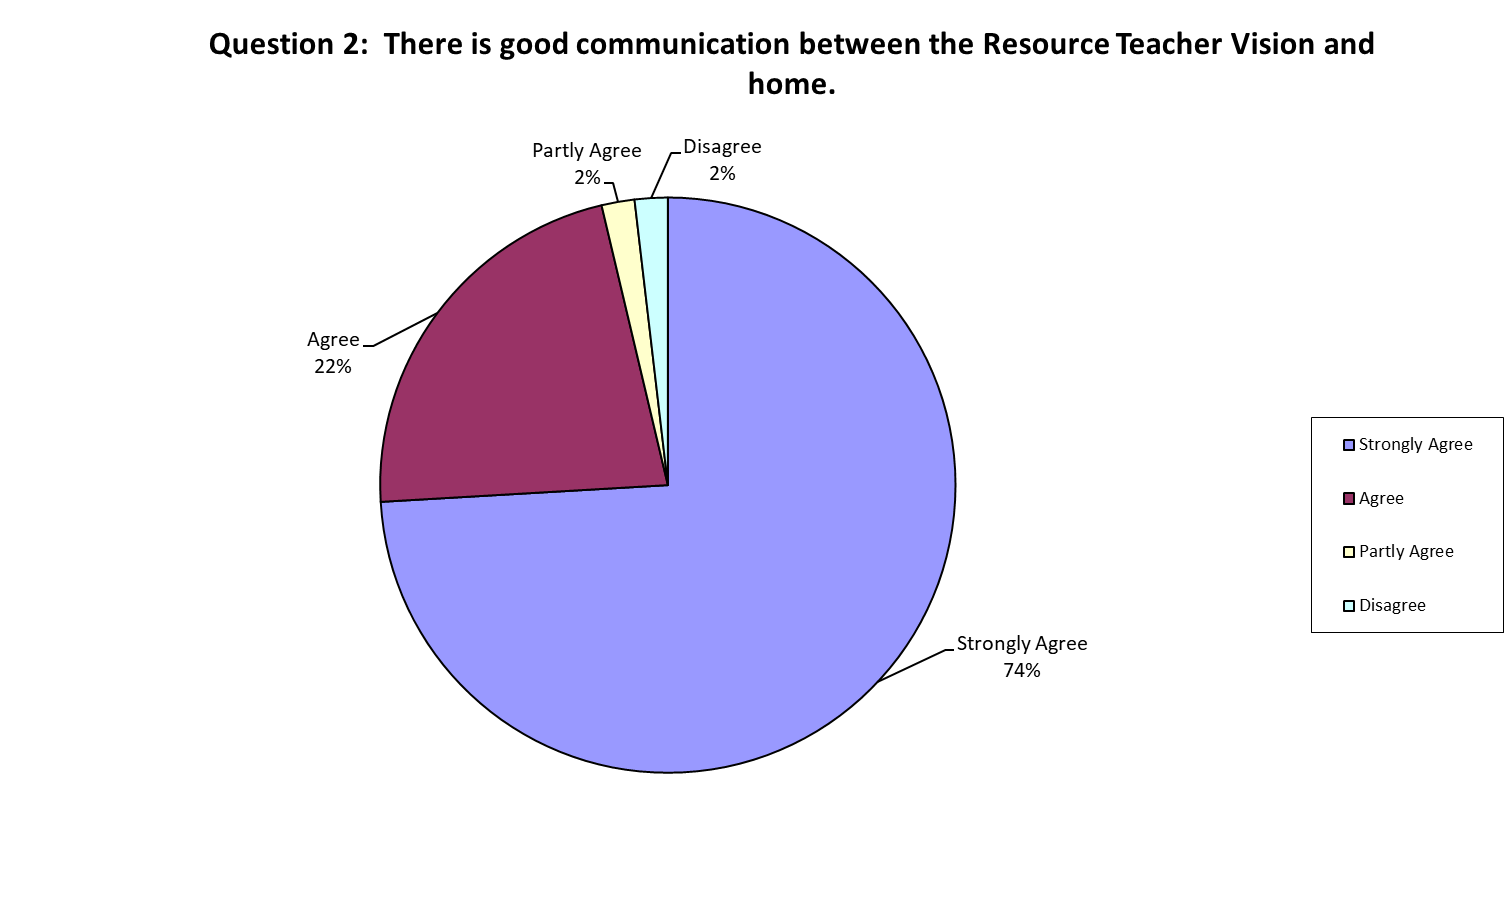 Question 2:  There is good communication between the Resource Teacher Vision and
home.
Partly Agree
2%
Disagree
2%
Agree
22%
Strongly Agree
74%
Strongly Agree
Agree
Partly Agree
Disagree